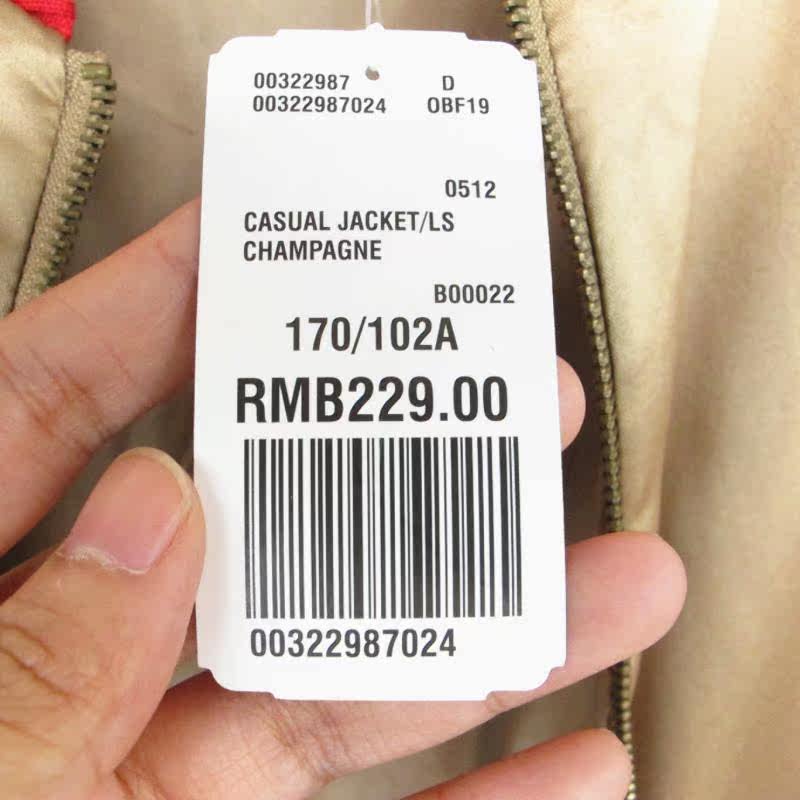 00322987 D
00322987024 OBF19
0512
CASUAL JACKET/LS
CHAMPAGNE
B00022
170/102A
RMB229.00
00322987024